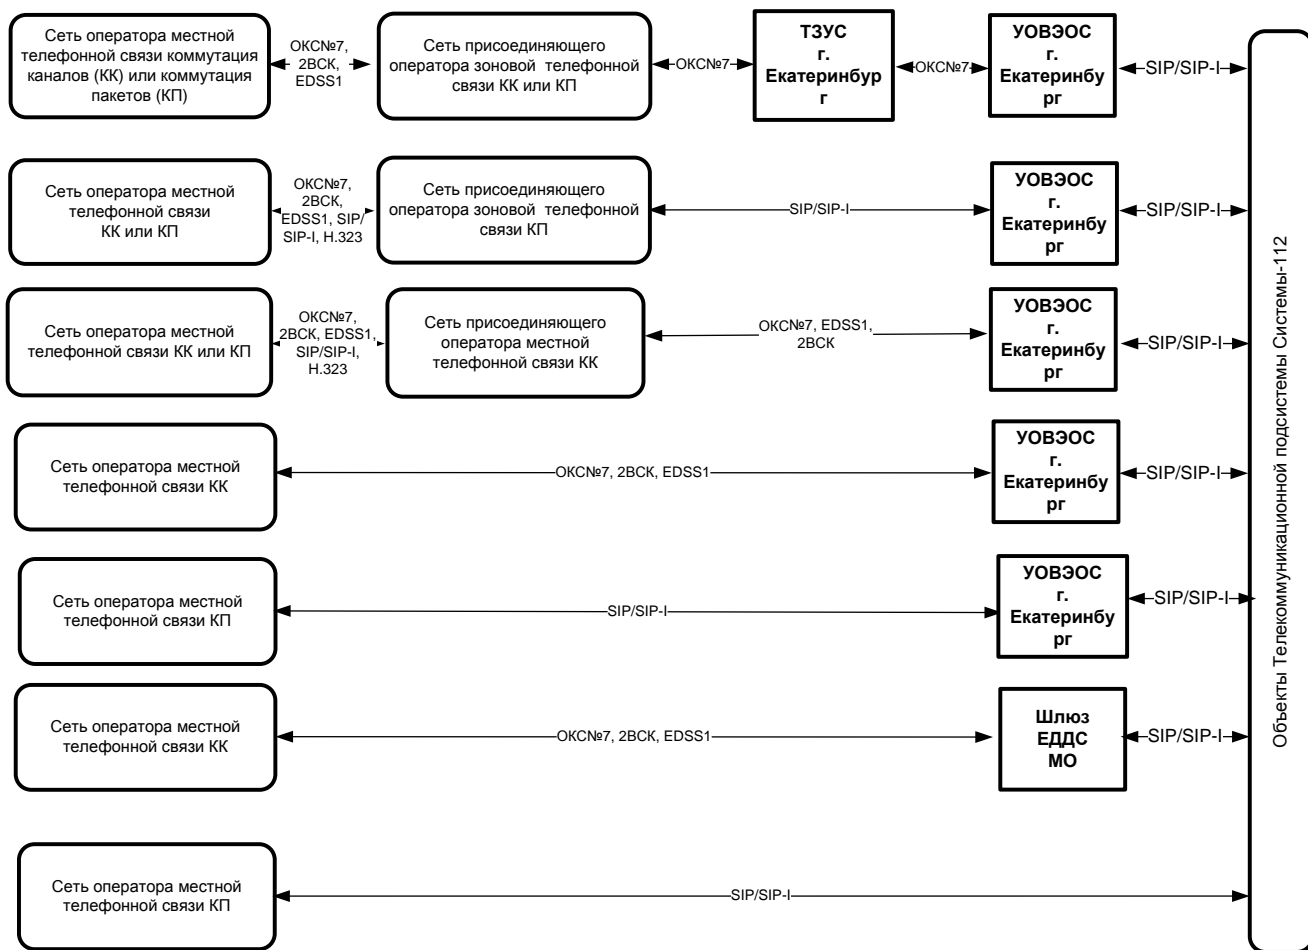 Сеть оператора местной
телефонной связи коммутация
каналов (КК) или коммутация
пакетов (КП)
ОКС№7,
2ВСК,
EDSS1
Сеть присоединяющего
оператора зоновой телефонной
связи КК или КП
ОКС№7
ТЗУС
г.
Екатеринбур
г
ОКС№7
УОВЭОС
г.
Екатеринбу
рг
SIP/SIP-I
Сеть оператора местной
телефонной связи
КК или КП
ОКС№7,
2ВСК,
EDSS1, SIP/
SIP-I, H.323
Сеть присоединяющего
оператора зоновой телефонной
связи КП
SIP/SIP-I
УОВЭОС
г.
Екатеринбу
рг
SIP/SIP-I
Сеть оператора местной
телефонной связи КК или КП
ОКС№7,
2ВСК, EDSS1,
SIP/SIP-I,
H.323
Сеть присоединяющего
оператора местной
телефонной связи КК
ОКС№7, EDSS1,
2ВСК
УОВЭОС
г.
Екатеринбу
рг
SIP/SIP-I
Сеть оператора местной
телефонной связи КК
ОКС№7, 2ВСК, EDSS1
УОВЭОС
г.
Екатеринбу
рг
SIP/SIP-I
Сеть оператора местной
телефонной связи КП
SIP/SIP-I
УОВЭОС
г.
Екатеринбу
рг
SIP/SIP-I
Сеть оператора местной
телефонной связи КК
ОКС№7, 2ВСК, EDSS1
Шлюз
ЕДДС
МО
SIP/SIP-I
Сеть оператора местной
телефонной связи КП
SIP/SIP-I
Объекты Телекоммуникационной подсистемы Системы-112